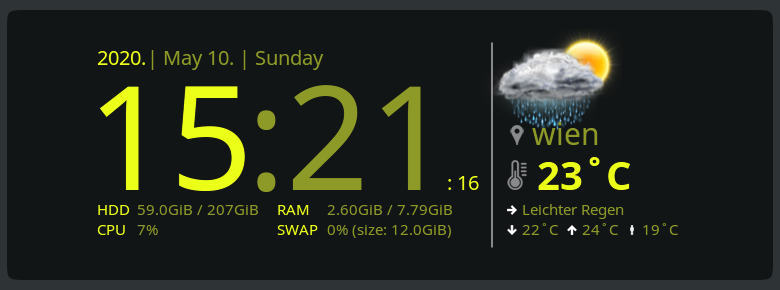 2020.| May 10. | Sunday
15:21 : 16
HDD 59.0GiB / 207GiB RAM 2.60GiB / 7.79GiB
CPU 7% SWAP 0% (size: 12.0GiB)
wien
23°C
Leichter Regen
22°C 24°C 19°C